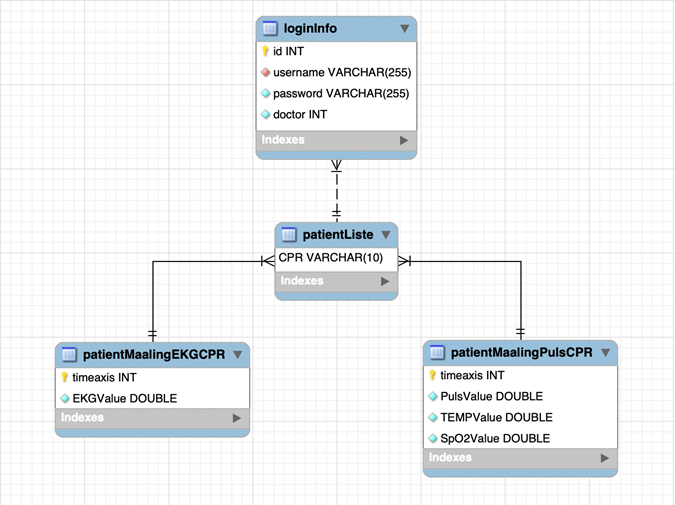 loginInfo
id INT
username VARCHAR(255)
password VARCHAR(255)
doctor INT
Indexes
patientListe
CPR VARCHAR(10)
Indexes
patientMaalingEKGCPR
timeaxis INT
EKGValue DOUBLE
Indexes
patientMaalingPulsCPR
timeaxis INT
PulsValue DOUBLE
TEMPValue DOUBLE
SpO2Value DOUBLE
Indexes